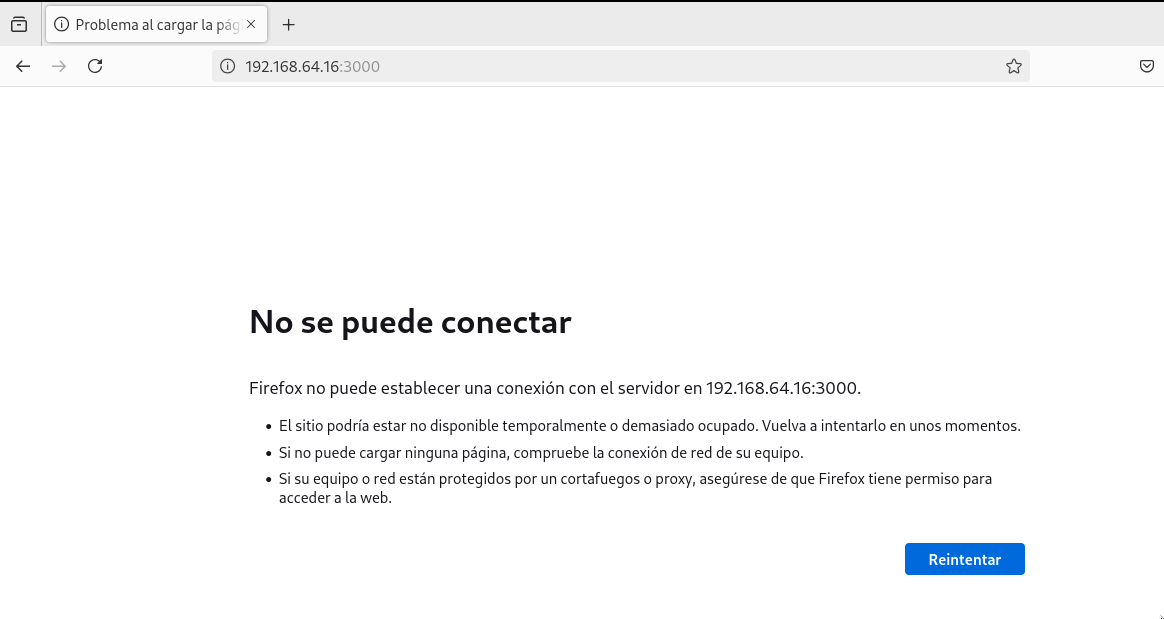 Problema al cargar la pág
192.168.64.16:3000
No se puede conectar
Firefox no puede establecer una conexión con el servidor en 192.168.64.16:3000.
• El sitio podría estar no disponible temporalmente o demasiado ocupado. Vuelva a intentarlo en unos momentos.
• Si no puede cargar ninguna página, compruebe la conexión de red de su equipo.
• Si su equipo o red están protegidos por un cortafuegos o proxy, asegúrese de que Firefox tiene permiso para
acceder a la web.
Reintentar